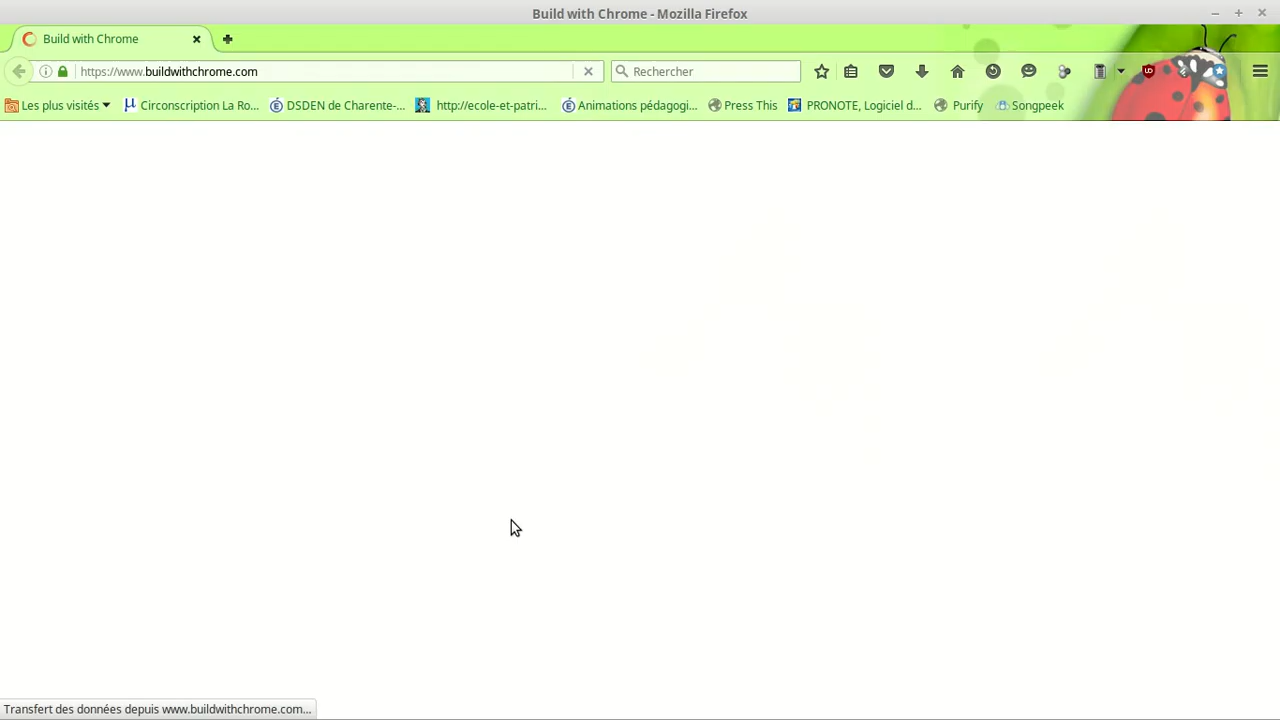 Build with Chrome - Mozilla Firefox
Build with Chrome
https://www.buildwithchrome.com
Rechercher
Les plus visités
Circonscription La Ro...
DSDEN de Charente-...
http://ecole-et-patri...
Animations pédagogi...
Press This
PRONOTE, Logiciel d...
Purify
Songpeek
Transfert des données depuis www.buildwithchrome.com...